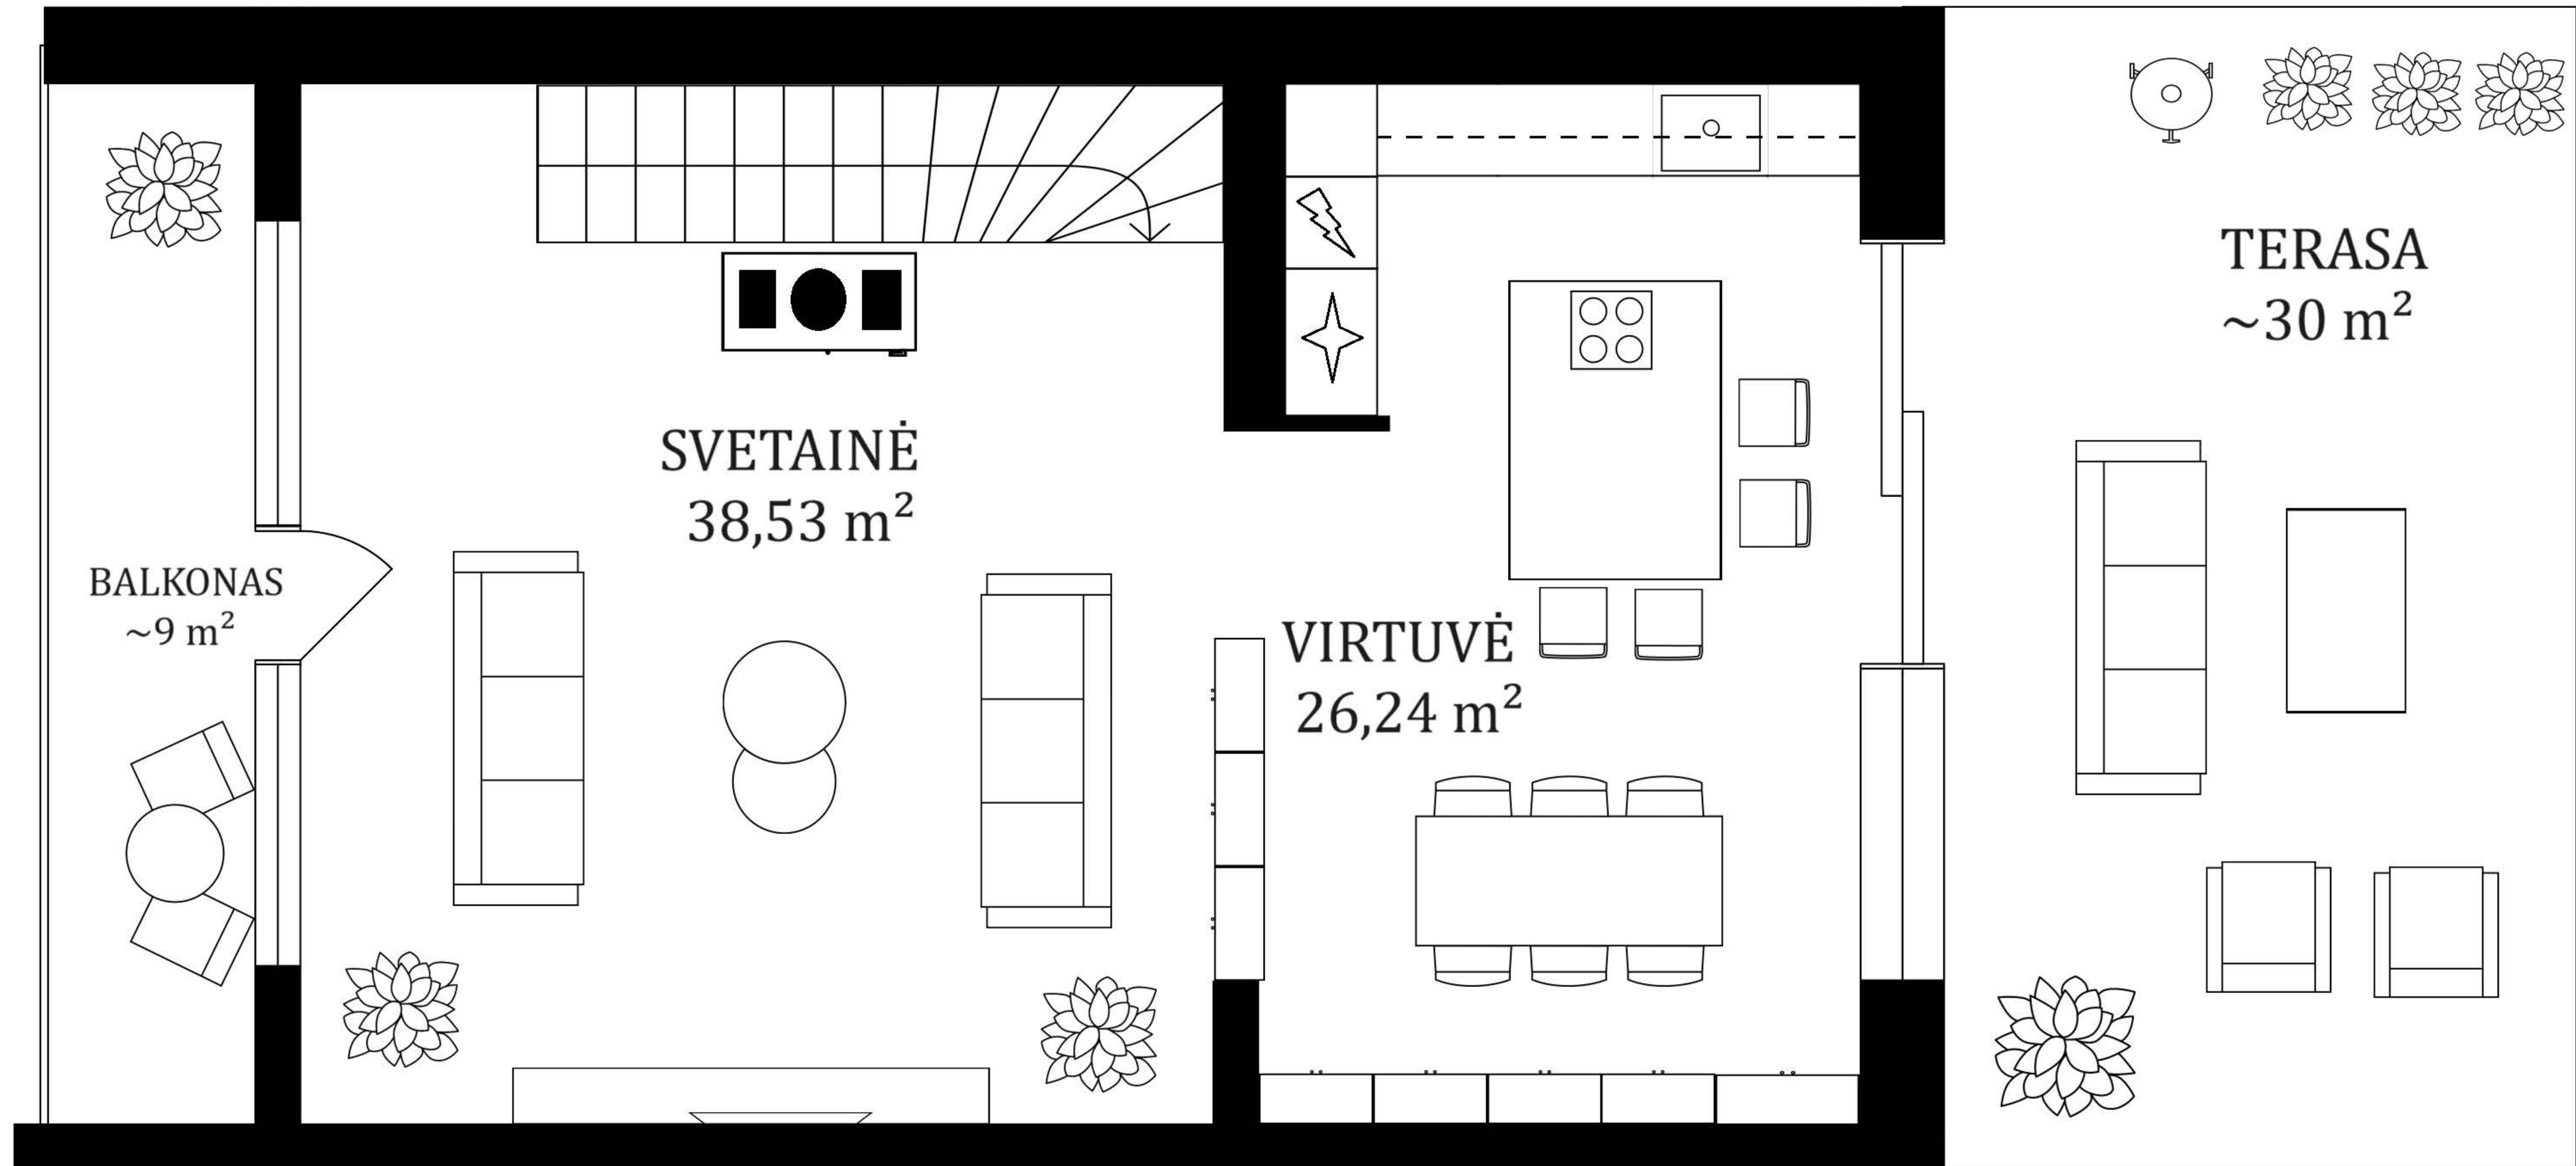 BALKONAS
~9 m²
SVETAINĖ
38,53 m²
VIRTUVĖ
26,24 m²
TERASA
~30 m²